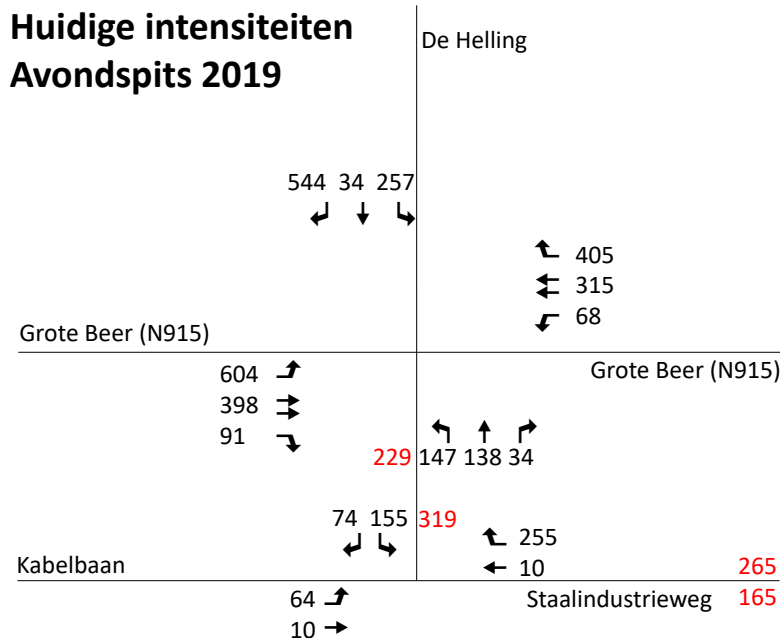 Huidige intensiteiten
Avondspits 2019
De Helling
544 34 257
405
315
68
Grote Beer (N915)
Grote Beer (N915)
604
398
91
229 147 138 34
74 155 319
255
10
Kabelbaan
265
Staalindustrieweg 165
64
10